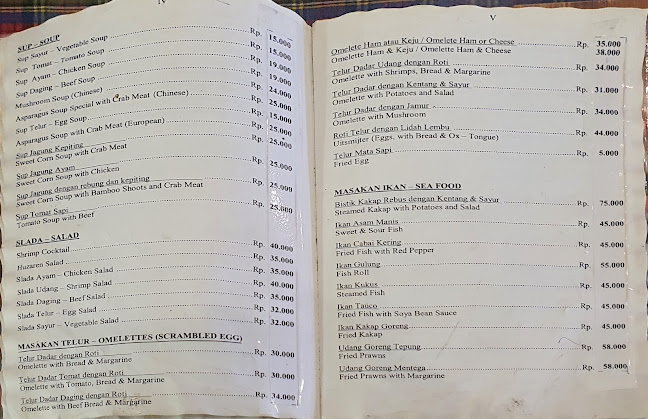 IV
SUP – SOUP
Sup Sayur – Vegetable Soup Rp. 15.000
Sup Tomat – Tomato Soup Rp. 15.000
Sup Ayam – Chicken Soup Rp. 19.000
Sup Daging – Beef Soup Rp. 19.000
Mushroom Soup (Chinese) Rp. 24.000
Asparagus Soup Special with Crab Meat (Chinese) Rp. 25.000
Sup Telur – Egg Soup Rp. 15.000
Asparagus Soup with Crab Meat (European) Rp. 25.000
Sup Jagung Kepiting Rp. 25.000
Sweet Corn Soup with Crab Meat
Sup Jagung Ayam Rp. 25.000
Sweet Corn Soup with Chicken
Sup Jagung dengan rebung dan kepiting Rp. 25.000
Sweet Corn Soup with Bamboo Shoots and Crab Meat
Sup Tomat Sapi Rp. 25.000
Tomato Soup with Beef
SLADA – SALAD
Shrimp Cocktail Rp. 40.000
Huzaren Salad Rp. 35.000
Slada Ayam – Chicken Salad Rp. 35.000
Slada Udang – Shrimp Salad Rp. 40.000
Slada Daging – Beef Salad Rp. 35.000
Slada Telur – Egg Salad Rp. 32.000
Slada Sayur – Vegetable Salad Rp. 32.000
MASAKAN TELUR – OMELETTES (SCRAMBLED EGG)
Telur Dadar dengan Roti Rp. 30.000
Omelette with Bread & Margarine
Telur Dadar Tomat dengan Roti Rp. 30.000
Omelette with Tomato, Bread & Margarine
Telur Dadar Daging dengan Roti Rp. 34.000
Omelette with Beef Bread & Margarine
V
Omelete Ham atau Keju / Omelete Ham or Cheese Rp. 35.000
Omelette Ham & Keju / Omelette Ham & Cheese 38.000
Telur Dadar Udang dengan Roti Rp. 34.000
Omelette with Shrimps, Bread & Margarine
Telur Dadar dengan Kentang & Sayur Rp. 31.000
Omelette with Potatoes and Salad
Telur Dadar dengan Jamur Rp. 34.000
Omelette with Mushroom
Roti Telur dengan Lidah Lembu Rp. 44.000
Uitsmijter (Eggs, with Bread & Ox – Tongue)
Telur Mata Sapi Rp. 5.000
Fried Egg
MASAKAN IKAN – SEA FOOD
Bistik Kakap Rebus dengan Kentang & Sayur Rp. 75.000
Steamed Kakap with Potatoes and Salad
Ikan Asam Manis Rp. 45.000
Sweet & Sour Fish
Ikan Cabai Kering Rp. 45.000
Fried Fish with Red Pepper
Ikan Gulung Rp. 55.000
Fish Roll
Ikan Kukus Rp. 45.000
Steamed Fish
Ikan Tauco Rp. 45.000
Fried Fish with Soya Bean Sauce
Ikan Kakap Goreng Rp. 45.000
Fried Kakap
Udang Goreng Tepung Rp. 58.000
Fried Prawns
Udang Goreng Mentega Rp. 58.000
Fried Prawns with Margarine